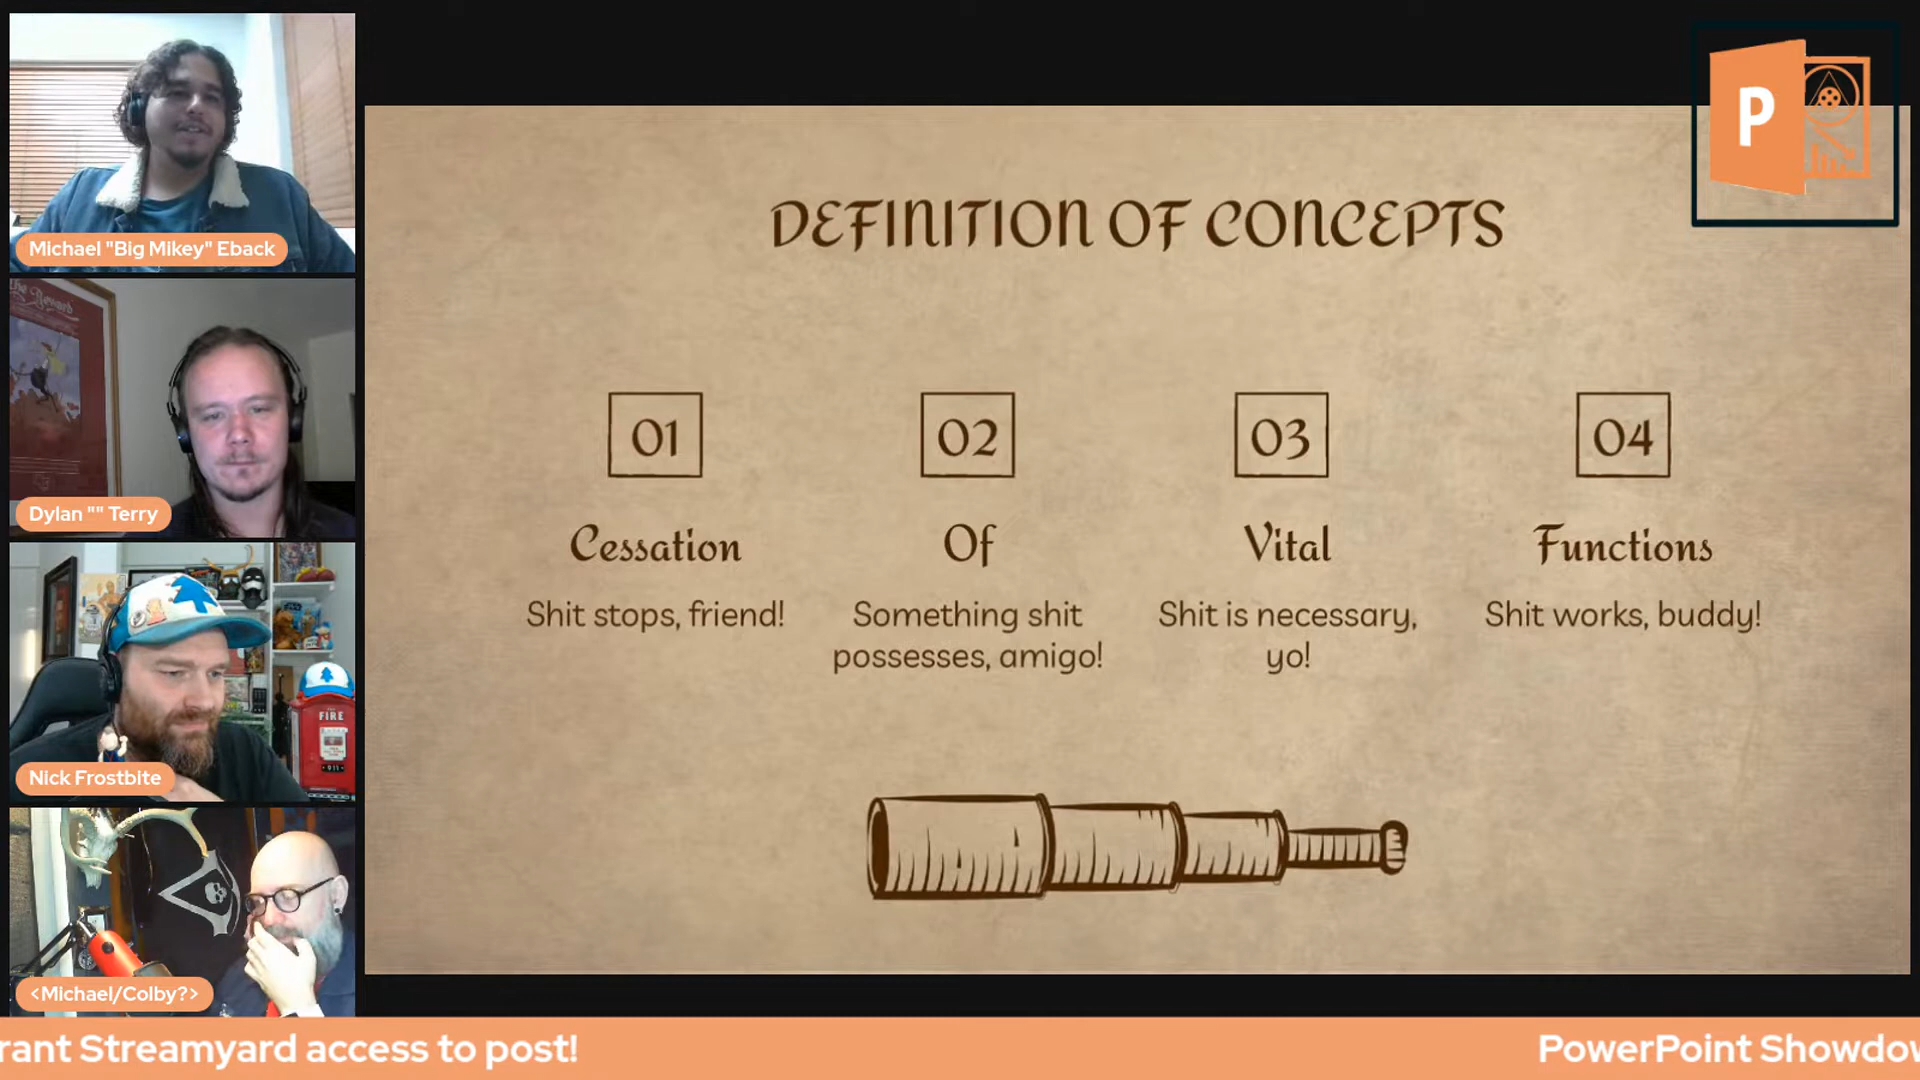 Michael "Big Mikey" Eback
Dylan "" Terry
Nick Frostbite
FIRE
<Michael/Colby?>
P
DEFINITION OF CONCEPTS
01
02
03
04
Cessation
Of
Vital
Functions
Shit stops, friend!
Something shit
possesses, amigo!
Shit is necessary,
yo!
Shit works, buddy!
rant Streamyard access to post!
PowerPoint Showdow